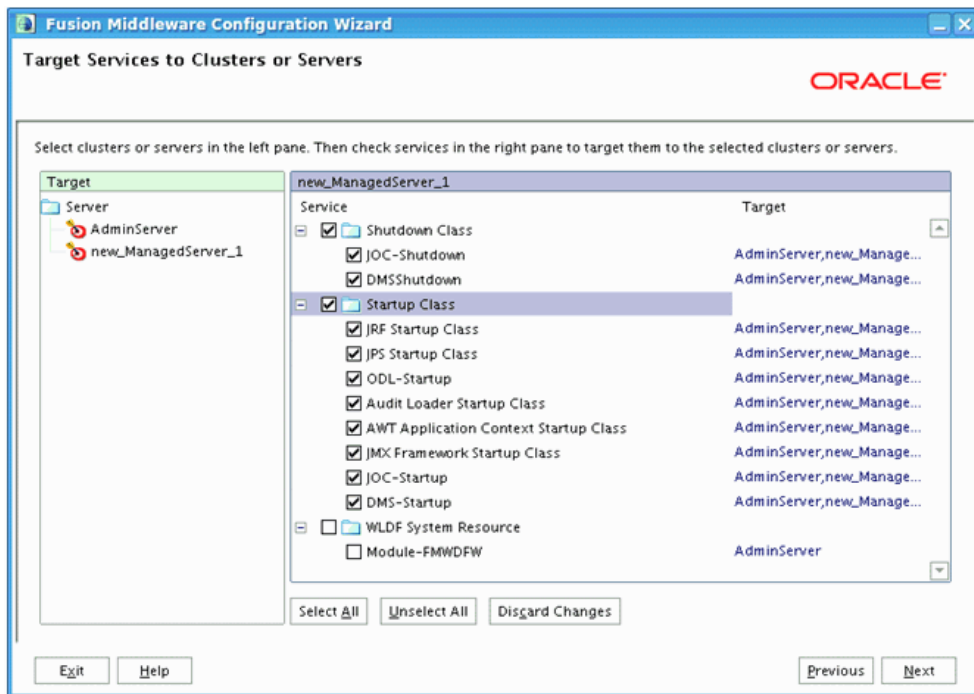 Fusion Middleware Configuration Wizard
Target Services to Clusters or Servers
ORACLE
Select clusters or servers in the left pane. Then check services in the right pane to target them to the selected clusters or servers.
Target
Server
AdminServer
new_ManagedServer_1
new_ManagedServer_1
Service Target
Shutdown Class
JOC-Shutdown AdminServer,new_Manage...
DMSShutdown AdminServer,new_Manage...
Startup Class
JRF Startup Class AdminServer,new_Manage...
JPS Startup Class AdminServer,new_Manage...
ODL-Startup AdminServer,new_Manage...
Audit Loader Startup Class AdminServer,new_Manage...
AWT Application Context Startup Class AdminServer,new_Manage...
JMX Framework Startup Class AdminServer,new_Manage...
JOC-Startup AdminServer,new_Manage...
DMS-Startup AdminServer,new_Manage...
WLDF System Resource
Module-FMWDFW AdminServer
Select All Unselect All Discard Changes
Exit Help Previous Next